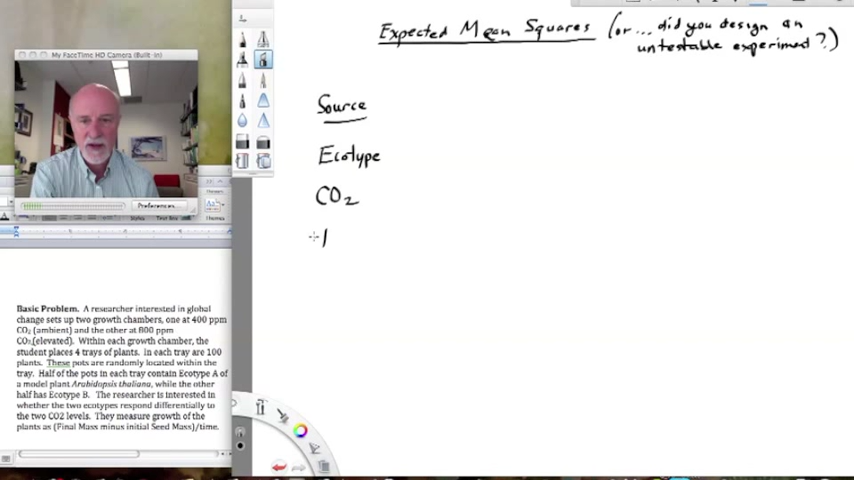 My FaceTime HD Camera (Built-in)
Expected Mean Squares (or... did you design an
untestable experiment?)
Source
Ecotype
CO2
Preferences...
Text Box
Themes
Basic Problem. A researcher interested in global
change sets up two growth chambers, one at 400 ppm
CO2 (ambient) and the other at 800 ppm
CO2(elevated). Within each growth chamber, the
student places 4 trays of plants. In each tray are 100
plants. These pots are randomly located within the
tray. Half of the pots in each tray contain Ecotype A of
a model plant Arabidopsis thaliana, while the other
half has Ecotype B. The researcher is interested in
whether the two ecotypes respond differentially to
the two CO2 levels. They measure growth of the
plants as (Final Mass minus initial Seed Mass)/time.